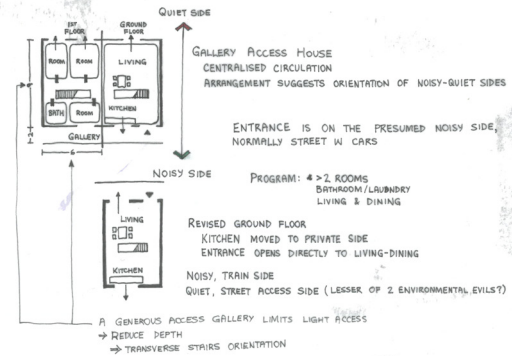 QUIET SIDE
1ST FLOOR
GROUND FLOOR
ROOM
ROOM
LIVING
BATH
ROOM
KITCHEN
GALLERY
2
6
GALLERY ACCESS HOUSE
CENTRALISED CIRCULATION
ARRANGEMENT SUGGESTS ORIENTATION OF NOISY-QUIET SIDES
ENTRANCE IS ON THE PRESUMED NOISY SIDE,
NORMALLY STREET W CARS
NOISY SIDE
PROGRAM: >2 ROOMS
BATHROOM/LAUNDRY
LIVING & DINING
LIVING
KITCHEN
REVISED GROUND FLOOR
KITCHEN MOVED TO PRIVATE SIDE
ENTRANCE OPENS DIRECTLY TO LIVING-DINING
NOISY, TRAIN SIDE
QUIET, STREET ACCESS SIDE (LESSER OF 2 ENVIRONMENTAL EVILS?)
A GENEROUS ACCESS GALLERY LIMITS LIGHT ACCESS
→ REDUCE DEPTH
→ TRANSVERSE STAIRS ORIENTATION